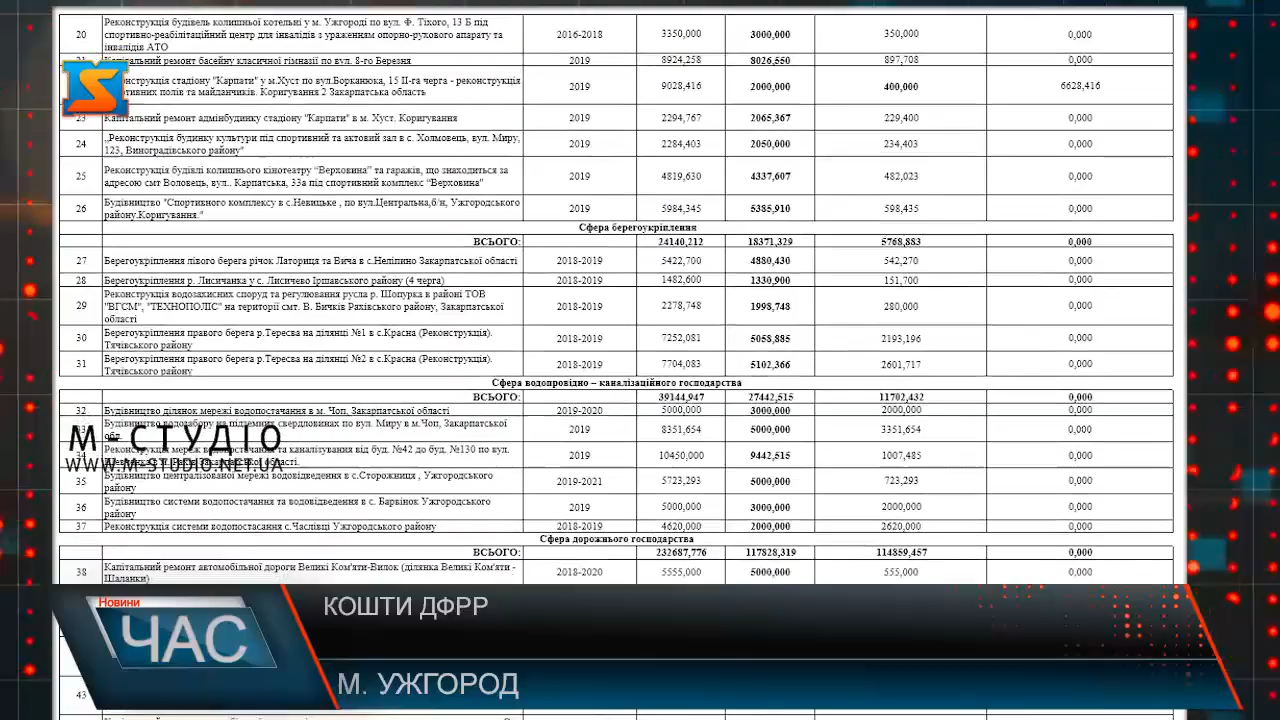 20 Реконструкція будівель колишньої котельні у м. Ужгороді по вул. Ф. Тіхого, 13 Б під спортивно-реабілітаційний центр для інвалідів з ураженням опорно-рухового апарату та інвалідів АТО 2016-2018 3350,000 3000,000 350,000 0,000
Капітальний ремонт басейну класичної гімназії по вул. 8-го Березня 2019 8924,258 8026,550 897,708 0,000
стадіону "Карпати" у м.Хуст по вул.Борканюка, 15 ІІ-га черга - реконструкція
полів та майданчиків. Коригування 2 Закарпатська область 2019 9028,416 2000,000 400,000 6628,416
23 Капітальний ремонт адмінбудинку стадіону "Карпати" в м. Хуст. Коригування 2019 2294,767 2065,367 229,400 0,000
24 „Реконструкція будинку культури під спортивний та актовий зал в с. Холмовець, вул. Миру, 123, Виноградівського району" 2019 2284,403 2050,000 234,403 0,000
25 Реконструкція будівлі колишнього кінотеатру “Верховина” та гаражів, що знаходиться за адресою смт Воловець, вул.. Карпатська, 33а під спортивний комплекс “Верховина” 2019 4819,630 4337,607 482,023 0,000
26 Будівництво "Спортивного комплексу в с.Невицьке , по вул.Центральна,б/н, Ужгородського району.Коригування." 2019 5984,345 5385,910 598,435 0,000
Сфера берегоукріплення
ВСЬОГО: 24140,212 18371,329 5768,883 0,000
27 Берегоукріплення лівого берега річок Латориця та Вича в с.Неліпино Закарпатської області 2018-2019 5422,700 4880,430 542,270 0,000
28 Берегоукріплення р. Лисичанка у с. Лисичево Іршавського району (4 черга) 2018-2019 1482,600 1330,900 151,700 0,000
29 Реконструкція водозахисних споруд та регулювання русла р. Шопурка в районі ТОВ "ВГСМ", "ТЕХНОПОЛІС" на території смт. В. Бичків Рахівського району, Закарпатської області 2018-2019 2278,748 1998,748 280,000 0,000
30 Берегоукріплення правого берега р.Тересва на ділянці №1 в с.Красна (Реконструкція). Тячівського району 2018-2019 7252,081 5058,885 2193,196 0,000
31 Берегоукріплення правого берега р.Тересва на ділянці №2 в с.Красна (Реконструкція). Тячівського району 2018-2019 7704,083 5102,366 2601,717 0,000
Сфера водопровідно – каналізаційного господарства
ВСЬОГО: 39144,947 27442,515 11702,432 0,000
32 Будівництво ділянок мережі водопостачання в м. Чоп, Закарпатської області 2019-2020 5000,000 3000,000 2000,000 0,000
Будівництво водозабору на підземних свердловинах по вул. Миру в м.Чоп, Закарпатської обл. 2019 8351,654 5000,000 3351,654 0,000
Реконструкція мереж водопостачання та каналізування від буд. №42 до буд. №130 по вул. 2019 10450,000 9442,515 1007,485 0,000
М-СТУДІО
WWW.M-STUDIO.NET.UA
35 Будівництво централізованої мережі водовідведення в с.Сторожниця , Ужгородського району 2019-2021 5723,293 5000,000 723,293 0,000
36 Будівництво системи водопостачання та водовідведення в с. Барвінок Ужгородського району 2019 5000,000 3000,000 2000,000 0,000
37 Реконструкція системи водопостасання с.Часлівці Ужгородського району 2018-2019 4620,000 2000,000 2620,000 0,000
Сфера дорожнього господарства
ВСЬОГО: 232687,776 117828,319 114859,457 0,000
38 Капітальний ремонт автомобільної дороги Великі Ком'яти-Вилок (ділянка Великі Ком'яти - Шаланки) 2018-2020 5555,000 5000,000 555,000 0,000
Новини
ЧАС
КОШТИ ДФРР
М. УЖГОРОД
43